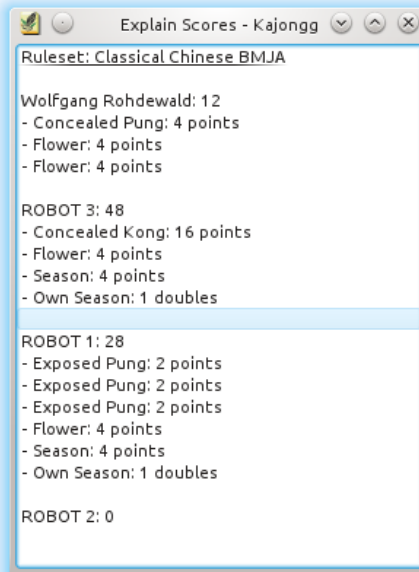 Explain Scores - Kajongg
Ruleset: Classical Chinese BMJA
Wolfgang Rohdewald: 12
- Concealed Pung: 4 points
- Flower: 4 points
- Flower: 4 points
ROBOT 3: 48
- Concealed Kong: 16 points
- Flower: 4 points
- Season: 4 points
- Own Season: 1 doubles
ROBOT 1: 28
- Exposed Pung: 2 points
- Exposed Pung: 2 points
- Exposed Pung: 2 points
- Flower: 4 points
- Season: 4 points
- Own Season: 1 doubles
ROBOT 2: 0